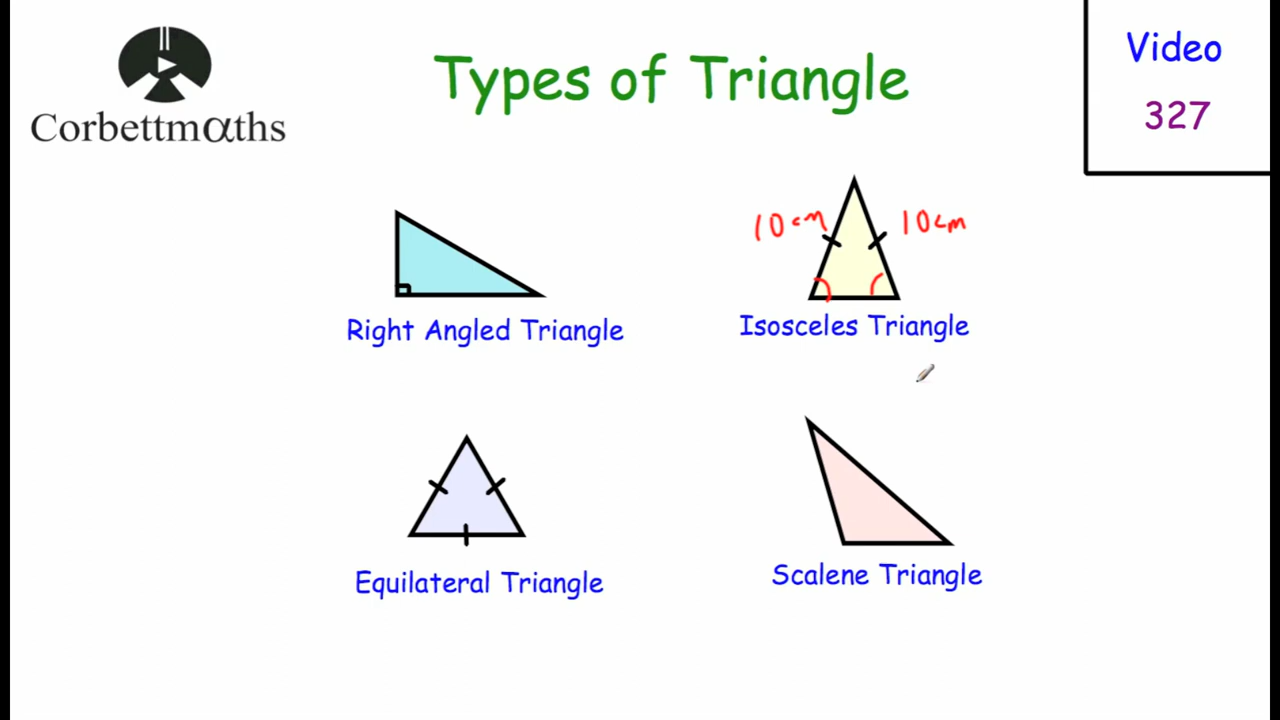 Corbettmαths
Types of Triangle
Video
327
10cm
10cm
Right Angled Triangle
Isosceles Triangle
Equilateral Triangle
Scalene Triangle